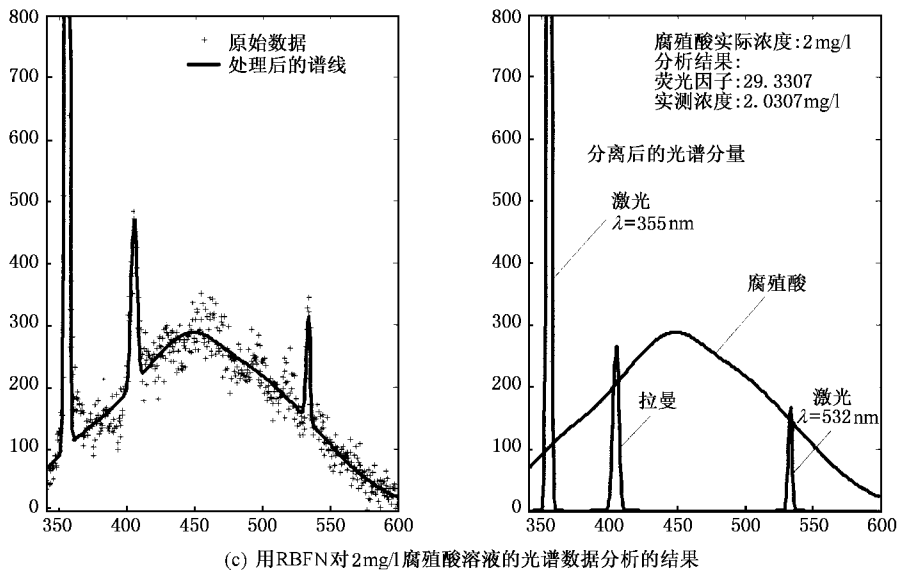 800
700
600
500
400
300
200
100
0
350 400 450 500 550 600
原始数据
处理后的谱线
800
700
600
500
400
300
200
100
0
350 400 450 500 550 600
腐殖酸实际浓度:2mg/l
分析结果:
荧光因子:29.3307
实测浓度:2.0307mg/l
分离后的光谱分量
激光
λ=355nm
腐殖酸
拉曼
激光
λ=532nm
(c) 用RBFN对2mg/l腐殖酸溶液的光谱数据分析的结果